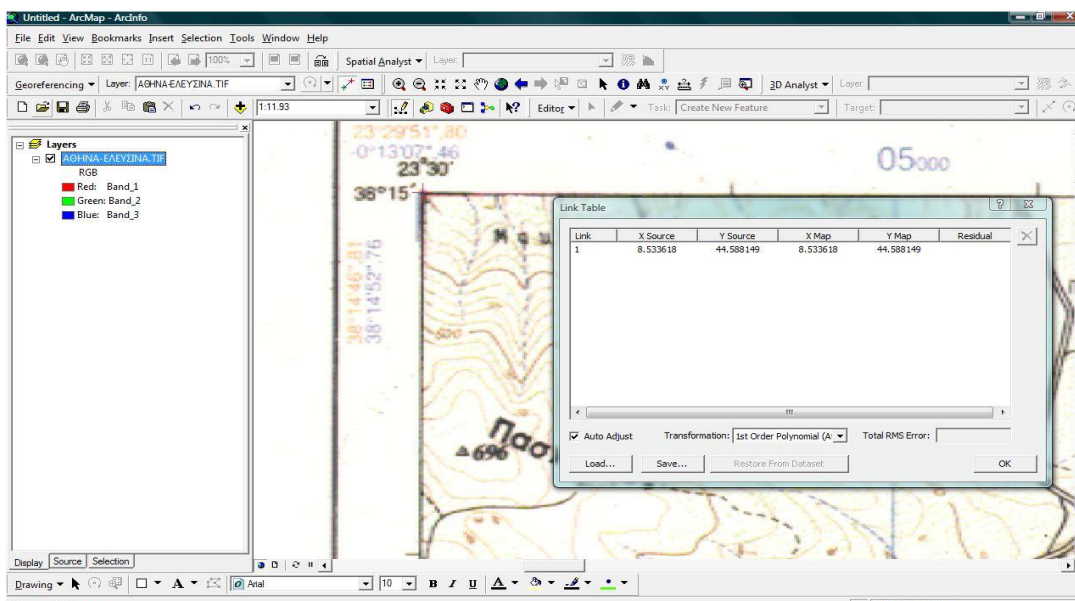 Untitled - ArcMap - ArcInfo
File Edit View Bookmarks Insert Selection Tools Window Help
100% Spatial Analyst Layer:
Georeferencing Layer: ΑΘΗΝΑ-ΕΛΕΥΣΙΝΑ.TIF 3D Analyst Layer:
1:11.93 Editor Task: Create New Feature Target:
Layers
ΑΘΗΝΑ-ΕΛΕΥΣΙΝΑ.TIF
RGB
Red: Band_1
Green: Band_2
Blue: Band_3
23°29'51",80
-0°13'07",46
23°30'
38°15'
05000
38°14'46",81
38°14'52",76
600
696
Link Table
Link X Source Y Source X Map Y Map Residual
1 8.533618 44.588149 8.533618 44.588149
Auto Adjust Transformation: 1st Order Polynomial (A Total RMS Error:
Load... Save... Restore From Dataset OK
Display Source Selection
Drawing Arial 10 B I U A